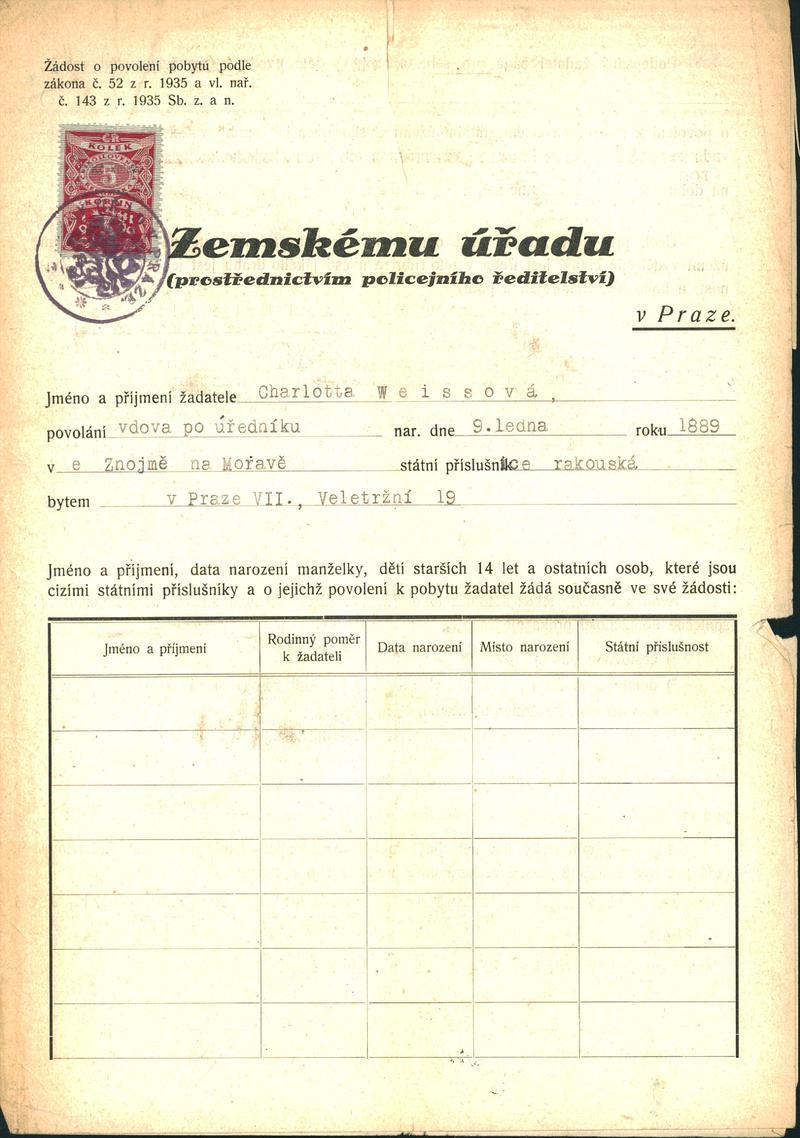 Žádost o povolení pobytu podle
zákona č. 52 z r. 1935 a vl. nař.
č. 143 z r. 1935 Sb. z. a n.
ČR
KOLEK
5
KORUN
PRAZE
Zemskému úřadu
(prostřednictvím policejního ředitelství)
v Praze.
Jméno a příjmení žadatele Charlotta Weissová,
povolání vdova po úředníku nar. dne 9.ledna roku 1889
v e Znojmě na Moravě státní příslušnice rakouská
bytem v Praze VII., Veletržní 19
Jméno a příjmení, data narození manželky, dětí starších 14 let a ostatních osob, které jsou
cizími státními příslušníky a o jejichž povolení k pobytu žadatel žádá současně ve své žádosti:
Jméno a příjmení Rodinný poměr k žadateli Data narození Místo narození Státní příslušnost